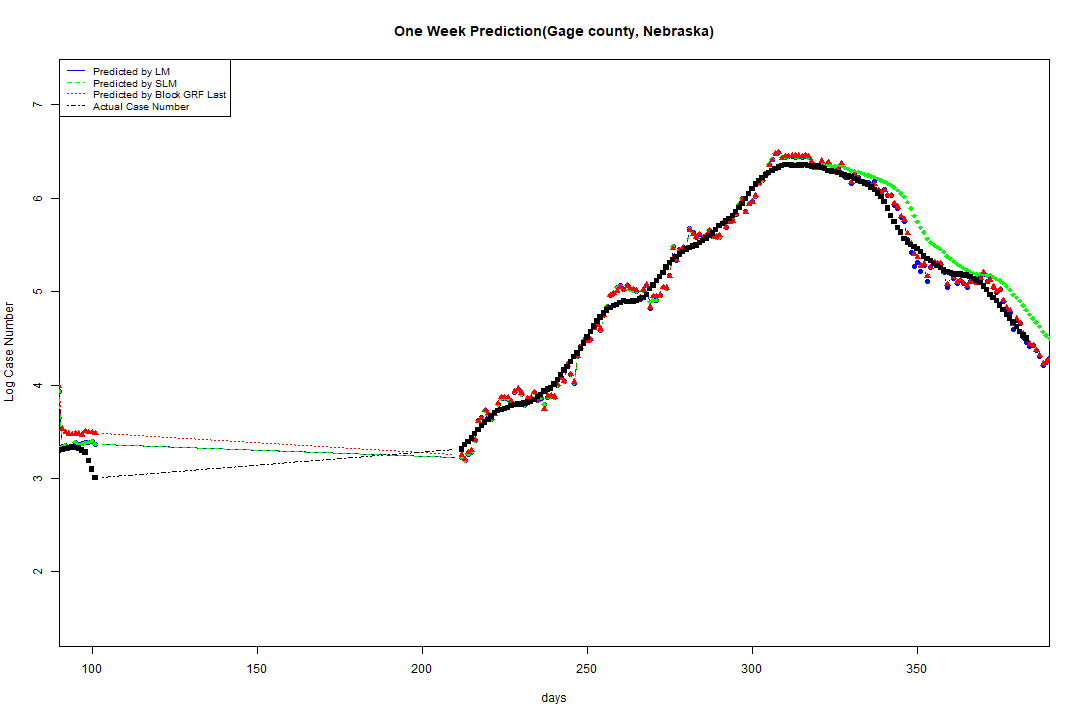 One Week Prediction(Gage county, Nebraska)
Predicted by LM
Predicted by SLM
Predicted by Block GRF Last
Actual Case Number
7
6
5
4
3
2
Log Case Number
100 150 200 250 300 350
days